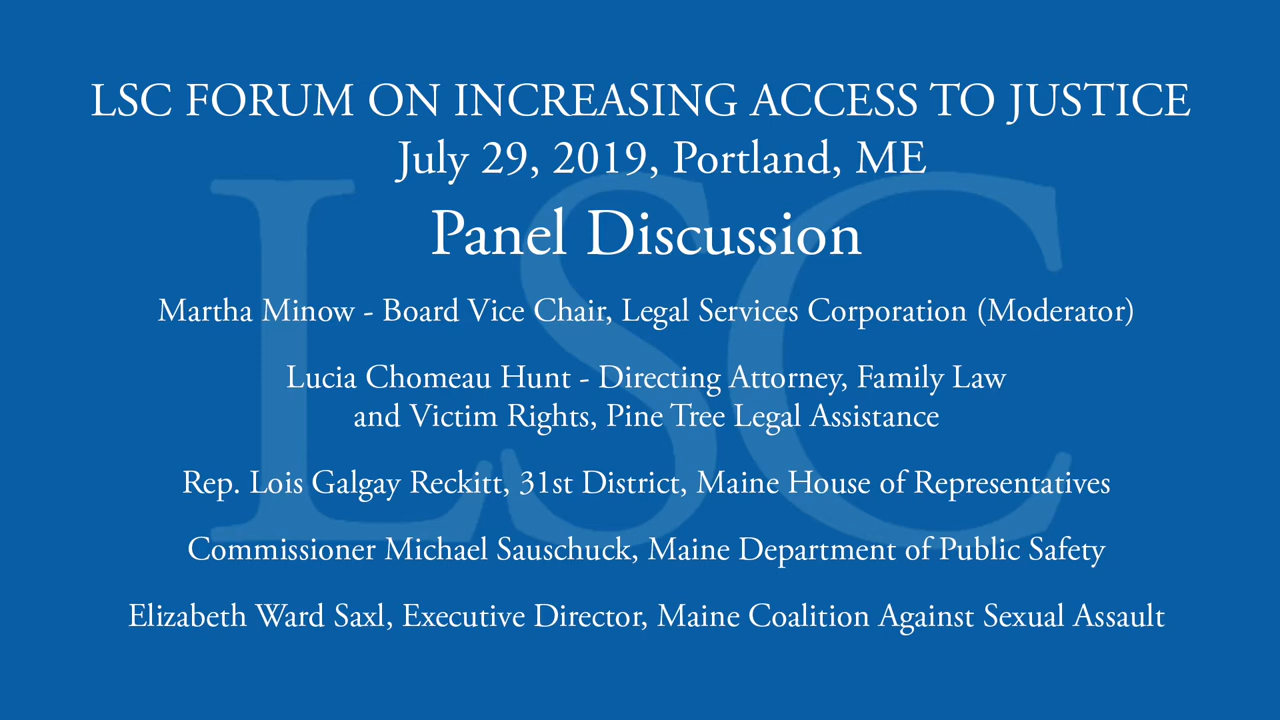 LSC FORUM ON INCREASING ACCESS TO JUSTICE
July 29, 2019, Portland, ME
Panel Discussion
Martha Minow - Board Vice Chair, Legal Services Corporation (Moderator)
Lucia Chomeau Hunt - Directing Attorney, Family Law
and Victim Rights, Pine Tree Legal Assistance
Rep. Lois Galgay Reckitt, 31st District, Maine House of Representatives
Commissioner Michael Sauschuck, Maine Department of Public Safety
Elizabeth Ward Saxl, Executive Director, Maine Coalition Against Sexual Assault
LSC